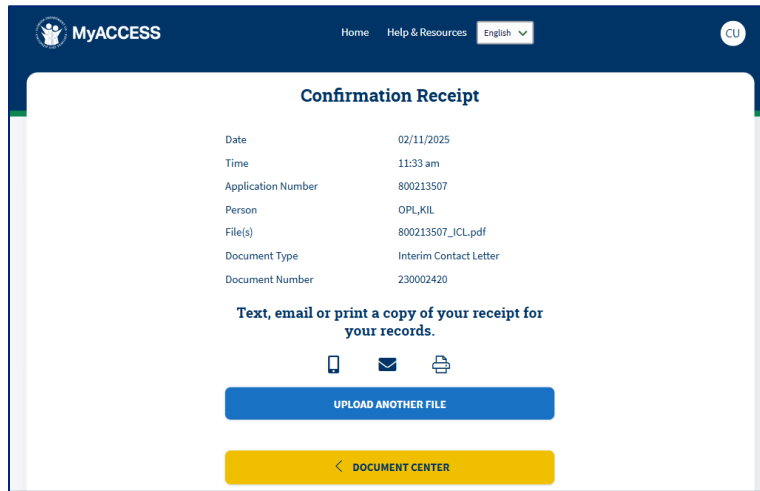 MyACCESS
Home Help & Resources English
CU
Confirmation Receipt
Date 02/11/2025
Time 11:33 am
Application Number 800213507
Person OPL,KIL
File(s) 800213507_ICL.pdf
Document Type Interim Contact Letter
Document Number 230002420
Text, email or print a copy of your receipt for
your records.
UPLOAD ANOTHER FILE
DOCUMENT CENTER